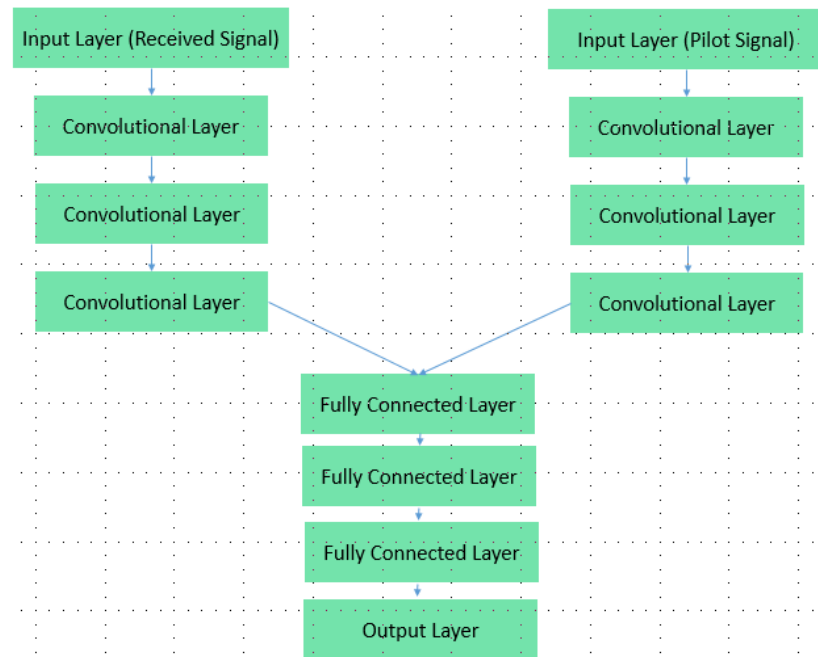 Input Layer (Received Signal)
Input Layer (Pilot Signal)
Convolutional Layer
Convolutional Layer
Convolutional Layer
Convolutional Layer
Convolutional Layer
Convolutional Layer
Fully Connected Layer
Fully Connected Layer
Fully Connected Layer
Output Layer